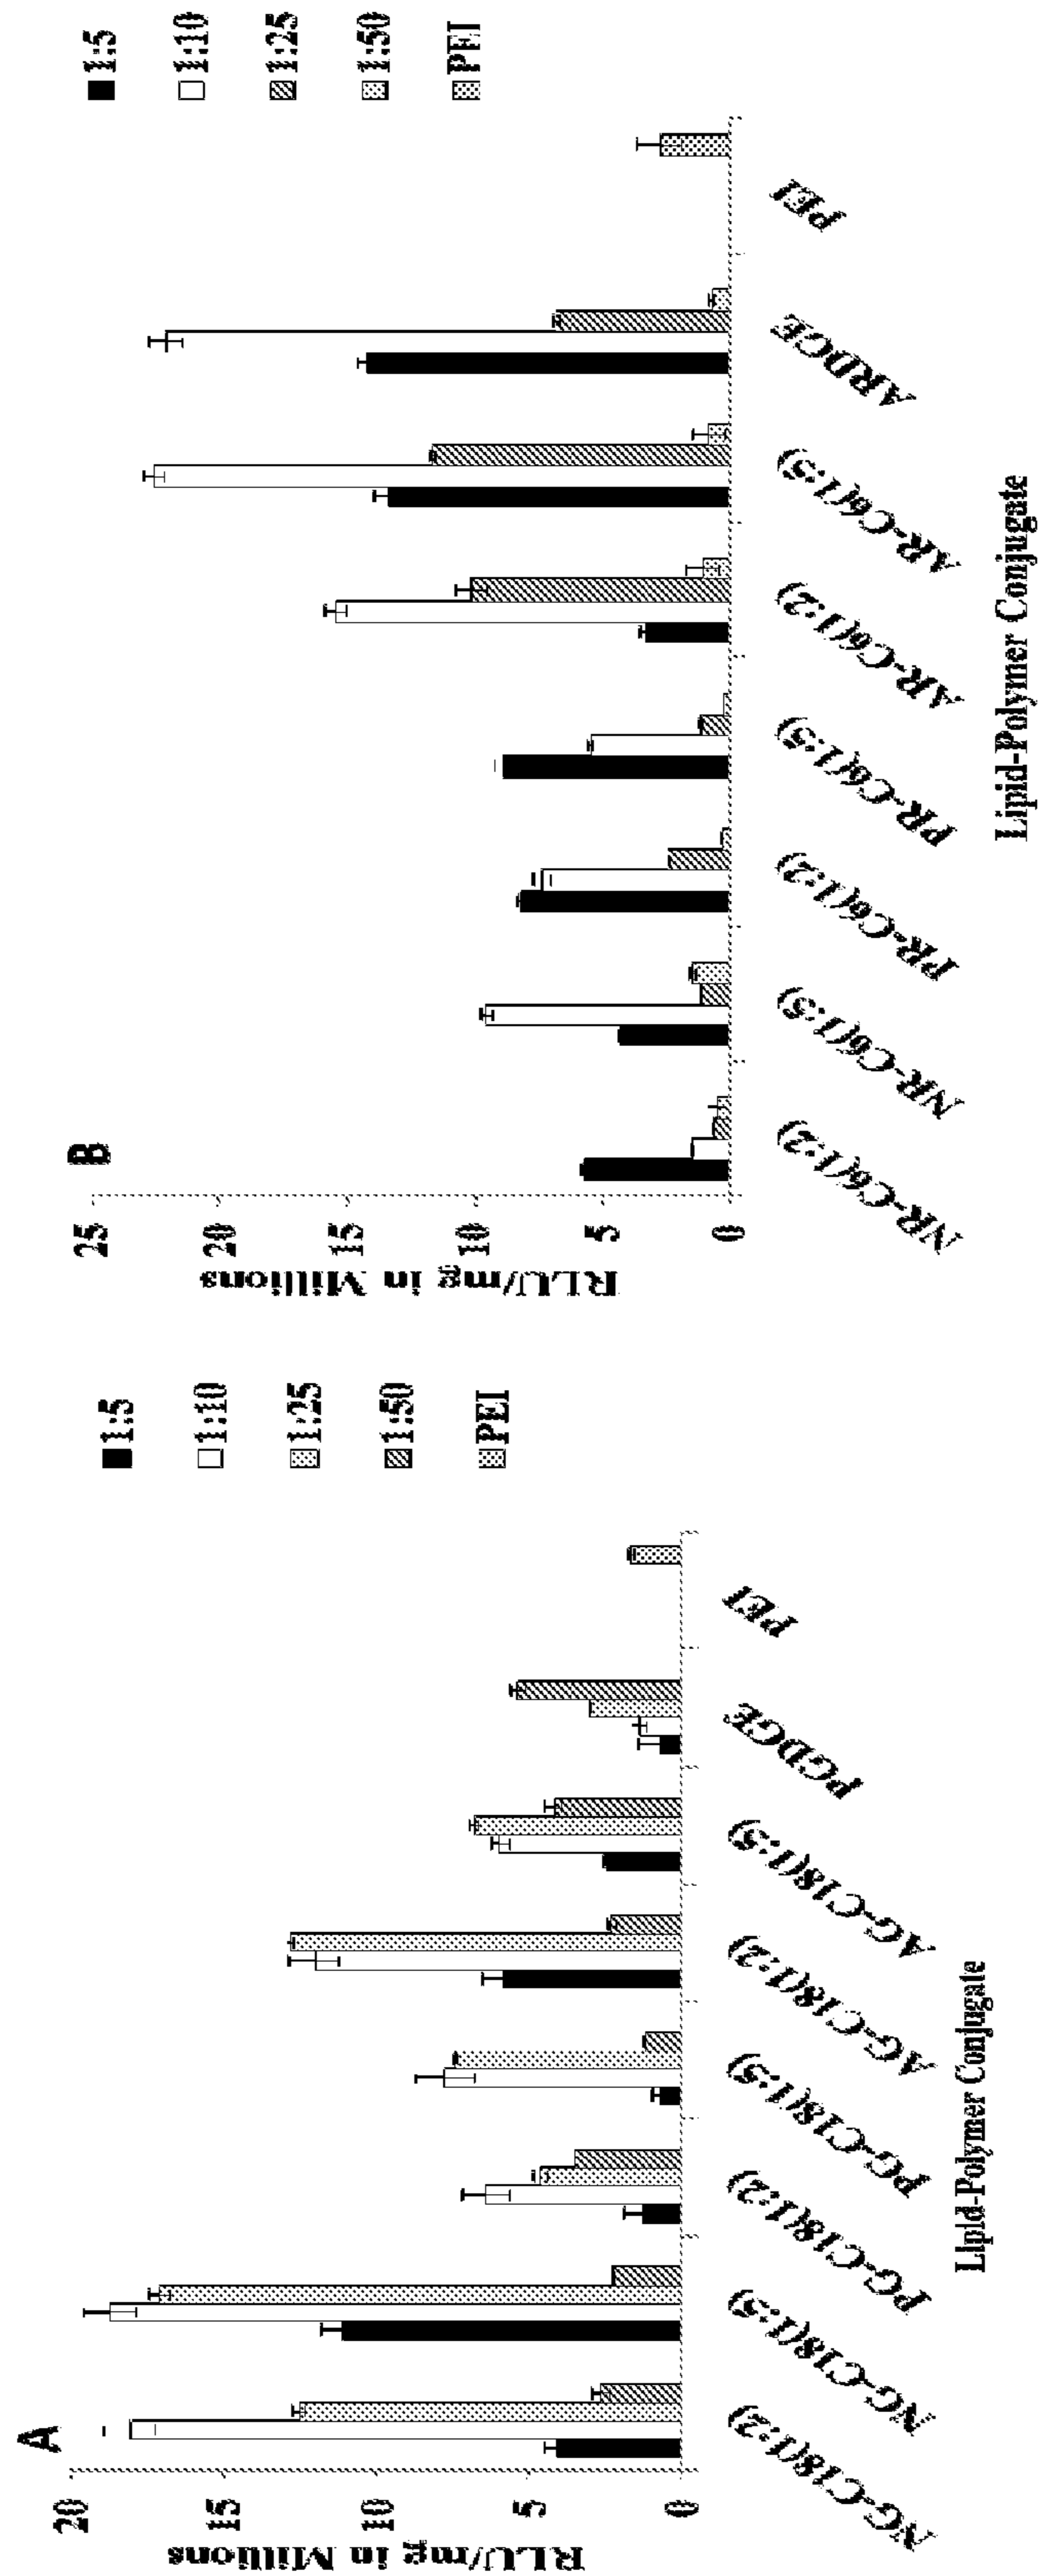 A
RLU/mg in Millions
20
15
10
5
0
NG-C18(1:2)
NG-C18(1:5)
PG-C18(1:2)
PG-C18(1:5)
AG-C18(1:2)
AG-C18(1:5)
PGDGE
PEI
Lipid-Polymer Conjugate
1:5
1:10
1:25
1:50
PEI
B
RLU/mg in Millions
25
20
15
10
5
0
NR-C6(1:2)
NR-C6(1:5)
PR-C6(1:2)
PR-C6(1:5)
AR-C6(1:2)
AR-C6(1:5)
ARDGE
PEI
Lipid-Polymer Conjugate
1:5
1:10
1:25
1:50
PEI